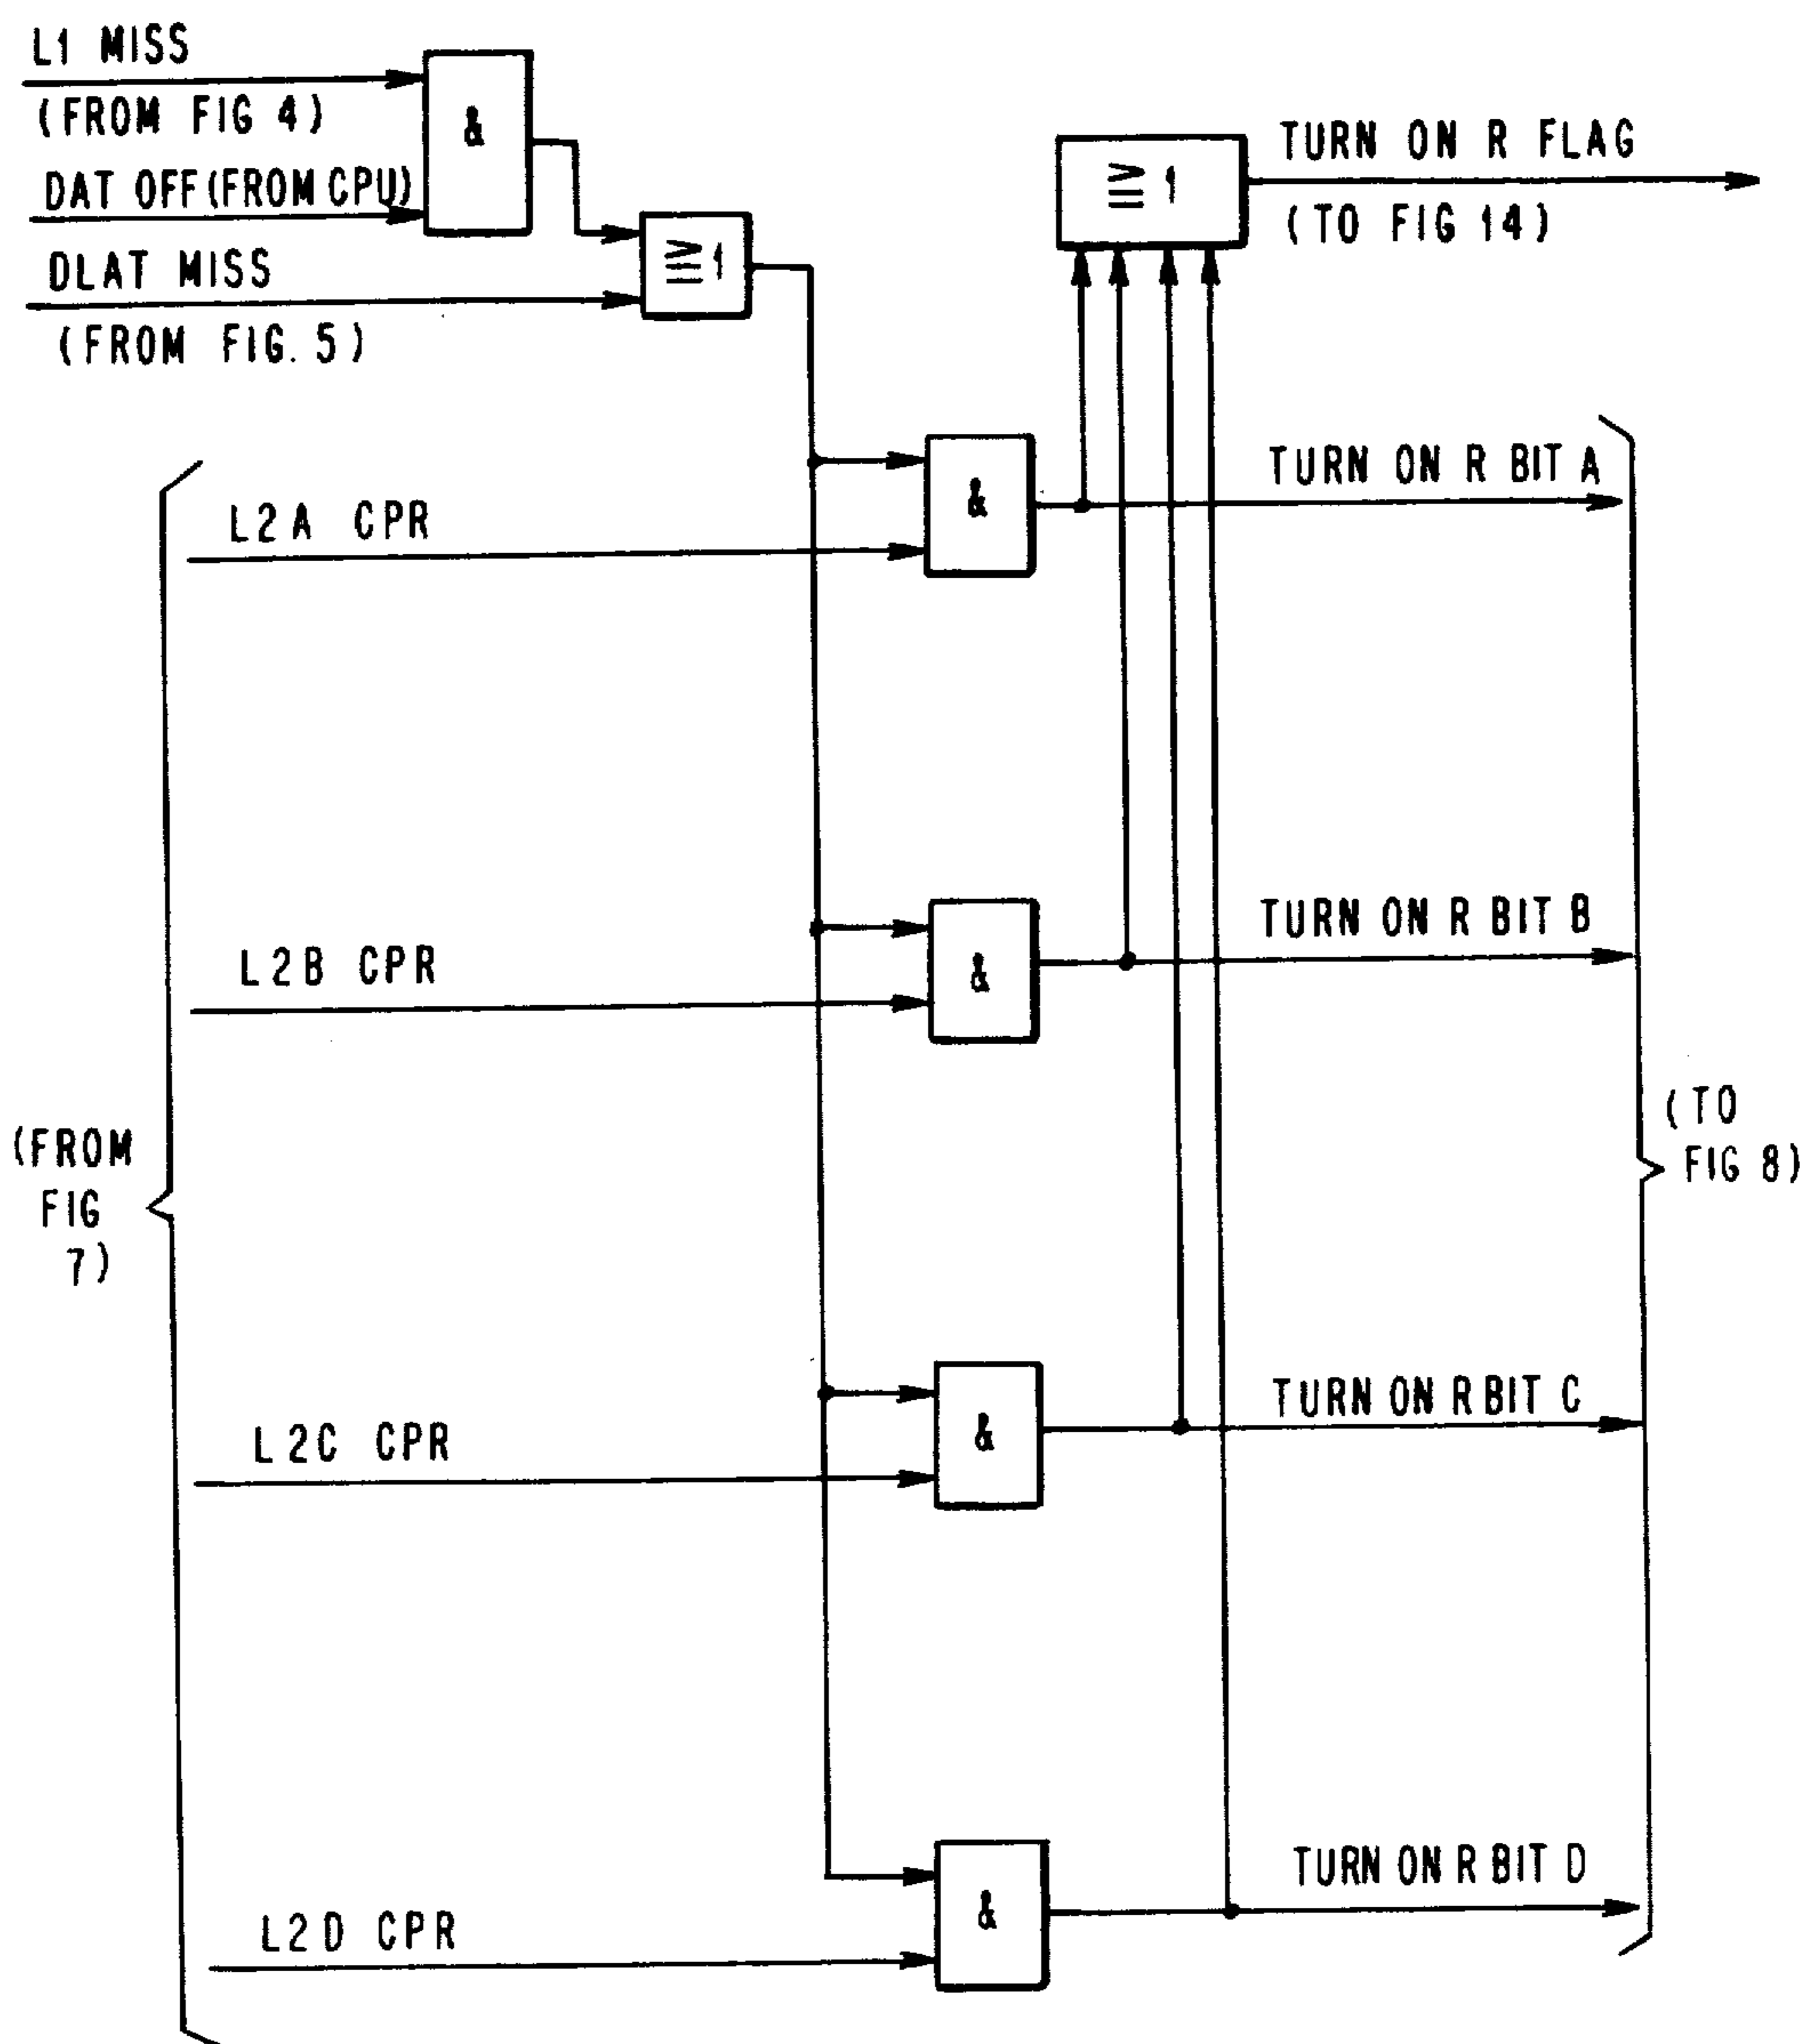 L1 MISS
(FROM FIG 4)
&
DAT OFF (FROM CPU)
DLAT MISS
(FROM FIG. 5)
≥1
≥1
TURN ON R FLAG
(TO FIG 14)
L2A CPR
&
TURN ON R BIT A
L2B CPR
&
TURN ON R BIT B
(FROM
FIG
7)
(TO
FIG 8)
L2C CPR
&
TURN ON R BIT C
L2D CPR
&
TURN ON R BIT D